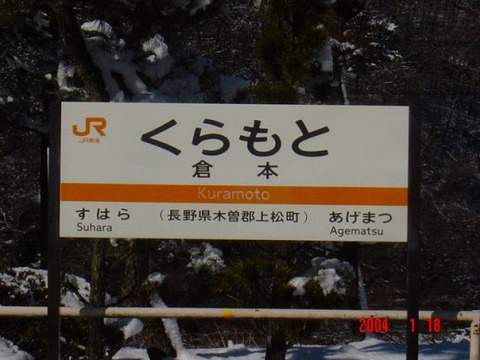 JR
JR東海
くらもと
倉本
Kuramoto
すはら （長野県木曽郡上松町） あげまつ
Suhara Agematsu
2004 1 18